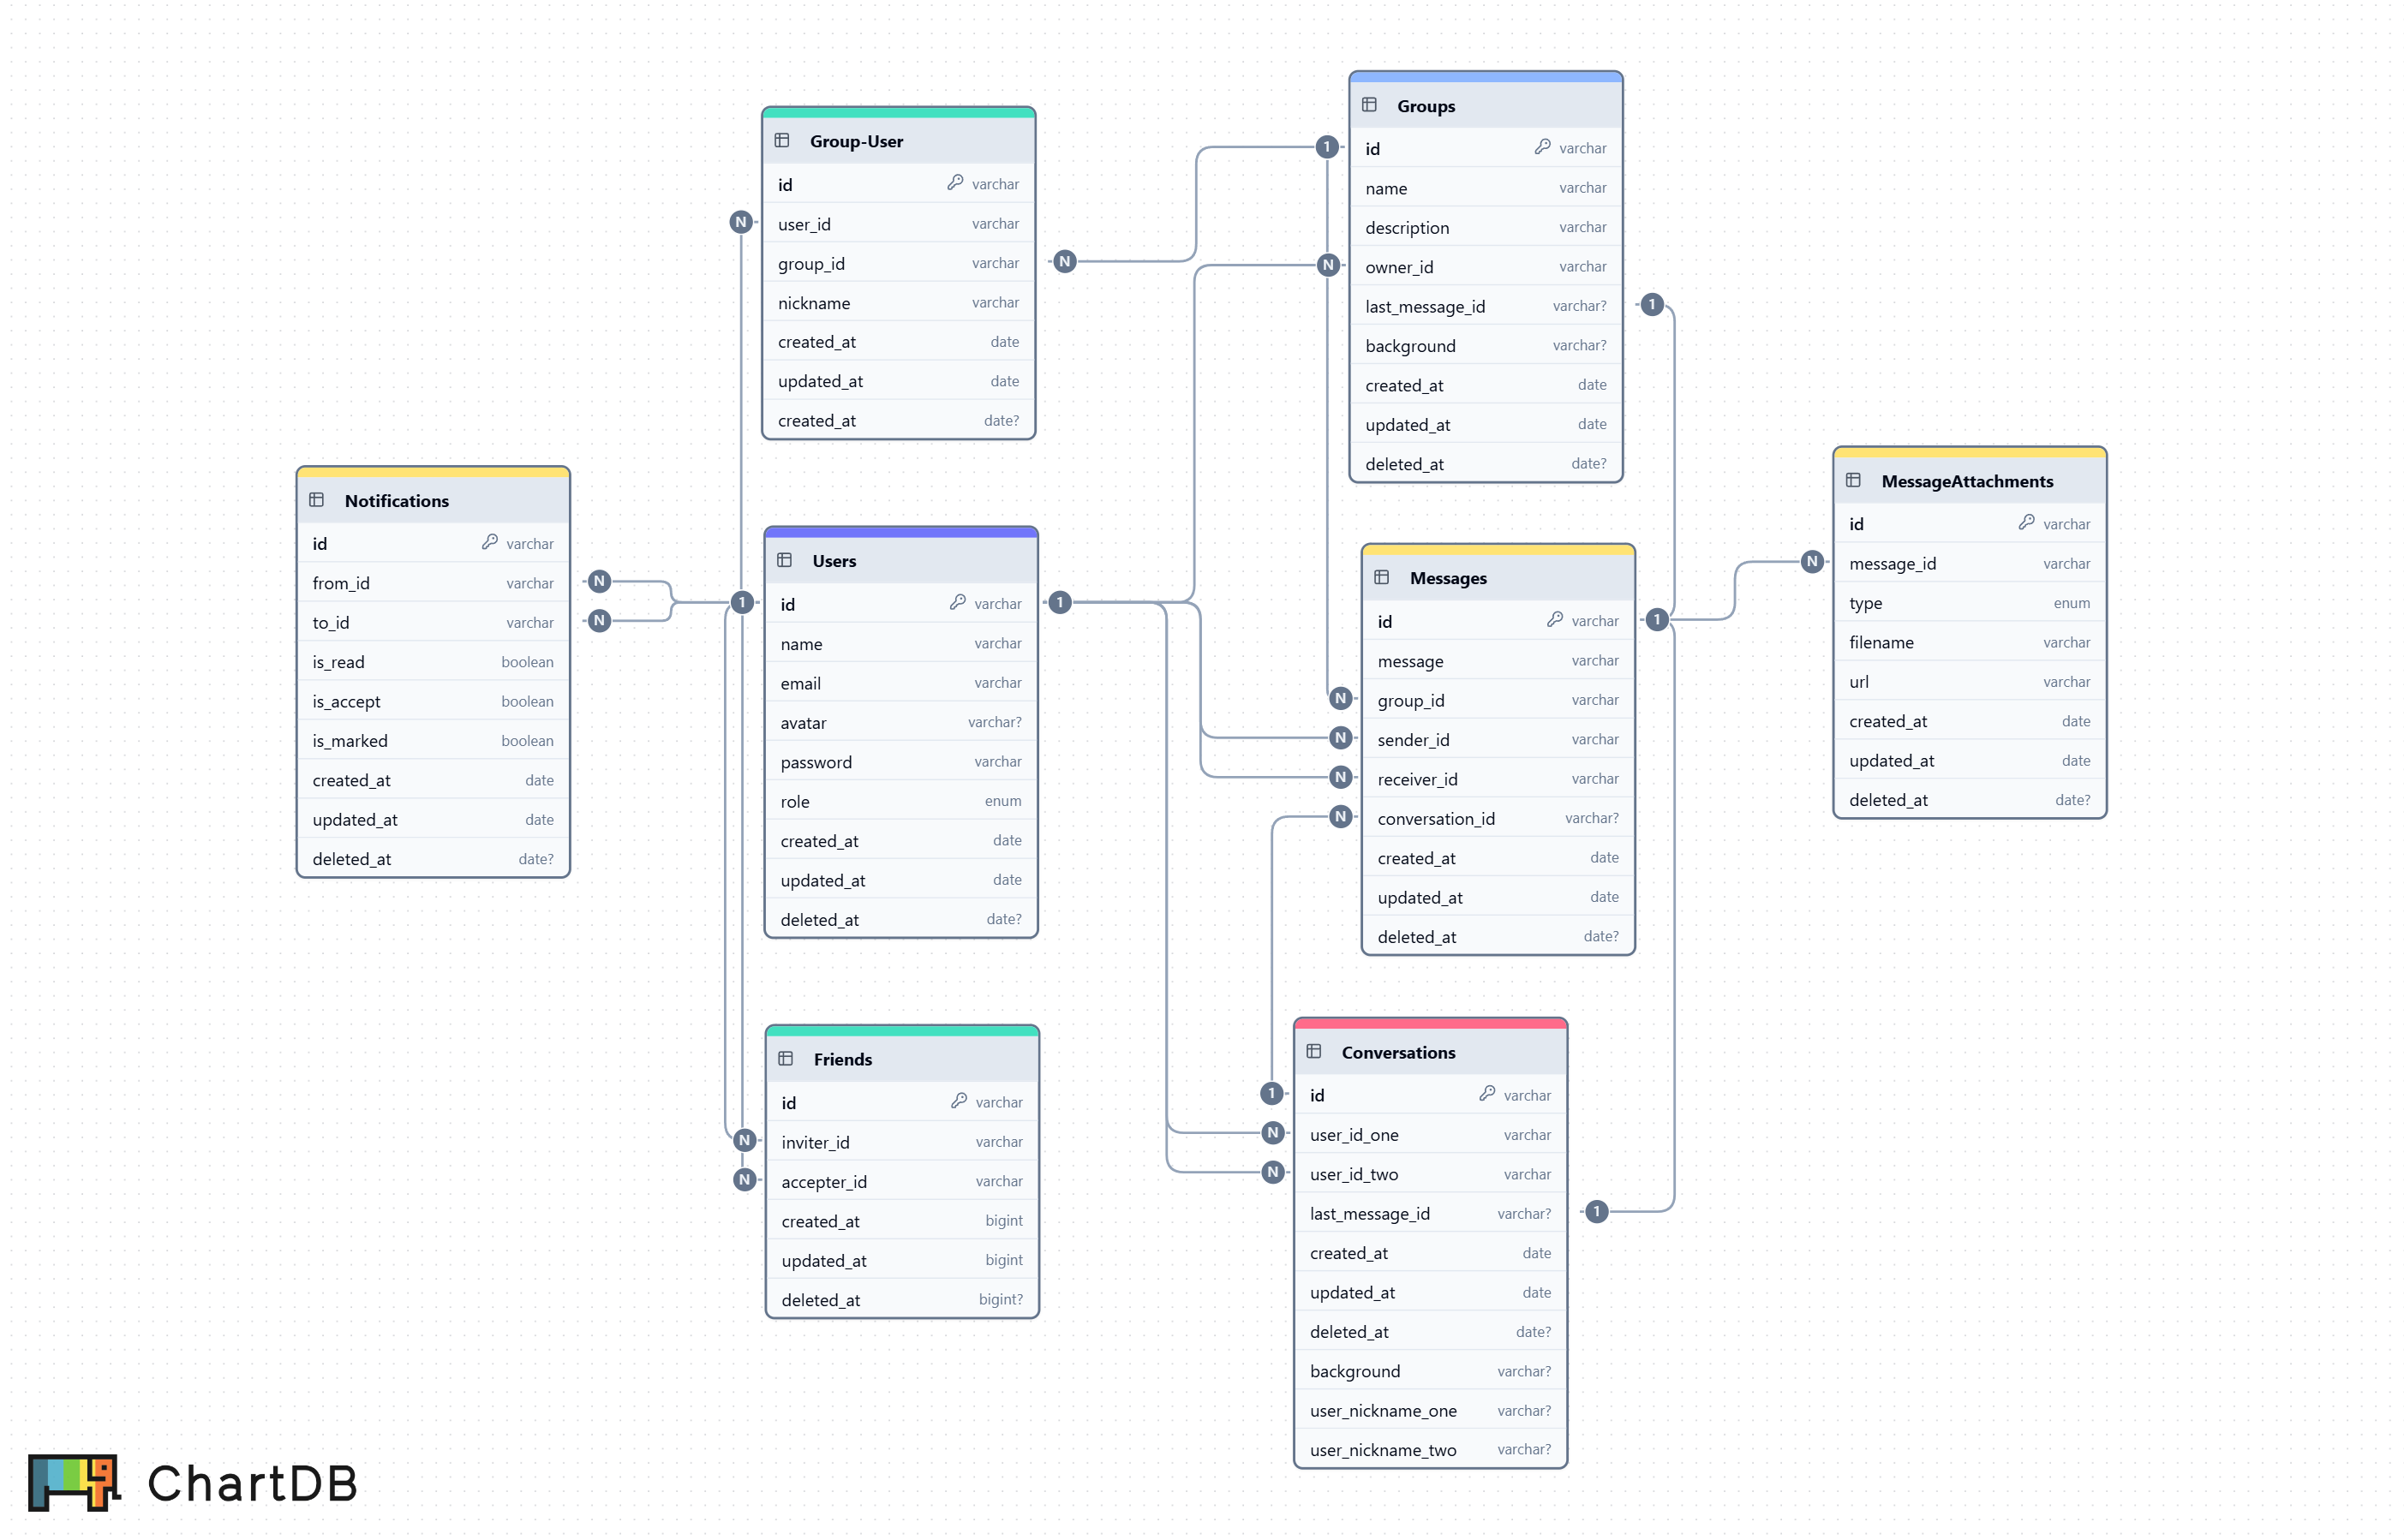 Group-User
id varchar
user_id varchar
group_id varchar
nickname varchar
created_at date
updated_at date
created_at date?
Groups
id varchar
name varchar
description varchar
owner_id varchar
last_message_id varchar?
background varchar?
created_at date
updated_at date
deleted_at date?
Notifications
id varchar
from_id varchar
to_id varchar
is_read boolean
is_accept boolean
is_marked boolean
created_at date
updated_at date
deleted_at date?
Users
id varchar
name varchar
email varchar
avatar varchar?
password varchar
role enum
created_at date
updated_at date
deleted_at date?
Messages
id varchar
message varchar
group_id varchar
sender_id varchar
receiver_id varchar
conversation_id varchar?
created_at date
updated_at date
deleted_at date?
MessageAttachments
id varchar
message_id varchar
type enum
filename varchar
url varchar
created_at date
updated_at date
deleted_at date?
Friends
id varchar
inviter_id varchar
accepter_id varchar
created_at bigint
updated_at bigint
deleted_at bigint?
Conversations
id varchar
user_id_one varchar
user_id_two varchar
last_message_id varchar?
created_at date
updated_at date
deleted_at date?
background varchar?
user_nickname_one varchar?
user_nickname_two varchar?
N
N
1
N
1
N
N
1
1
1
N
N
N
N
1
N
N
N
1
N
N
1
ChartDB